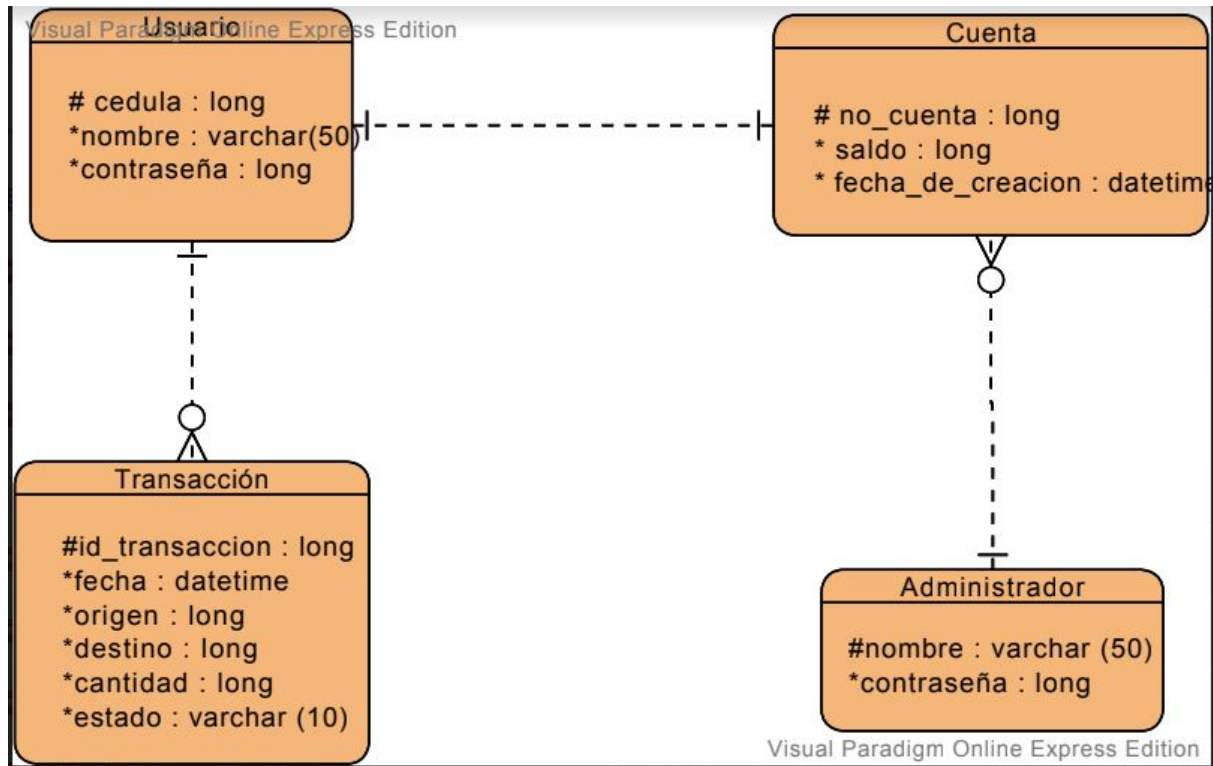 Visual Paradigm Online Express Edition
Usuario
# cedula : long
*nombre : varchar(50)
*contraseña : long
Cuenta
# no_cuenta : long
* saldo : long
* fecha_de_creacion : datetime
Transacción
#id_transaccion : long
*fecha : datetime
*origen : long
*destino : long
*cantidad : long
*estado : varchar (10)
Administrador
#nombre : varchar (50)
*contraseña : long
Visual Paradigm Online Express Edition